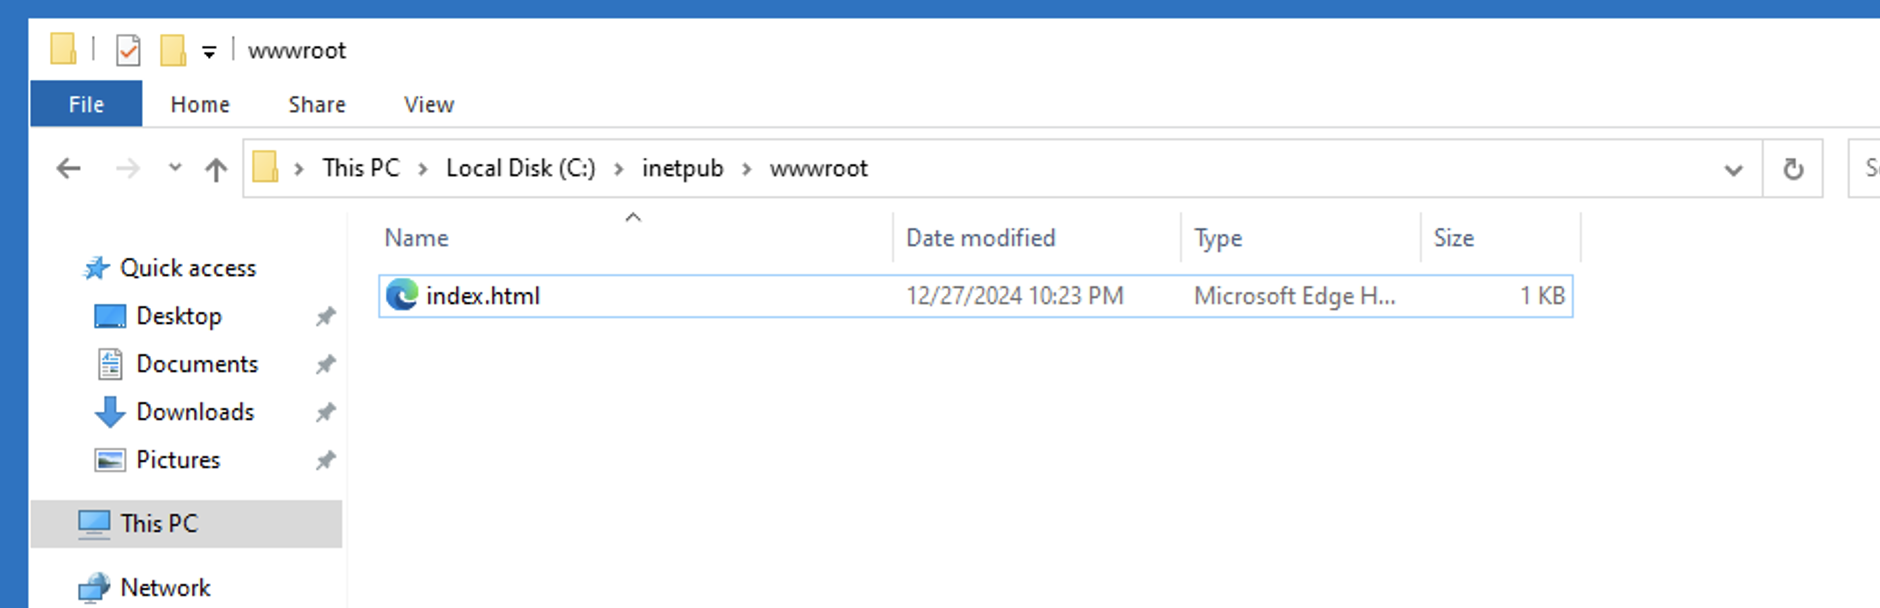 wwwroot
File Home Share View
This PC Local Disk (C:) inetpub wwwroot
Name Date modified Type Size
Quick access
index.html 12/27/2024 10:23 PM Microsoft Edge H... 1 KB
Desktop
Documents
Downloads
Pictures
This PC
Network